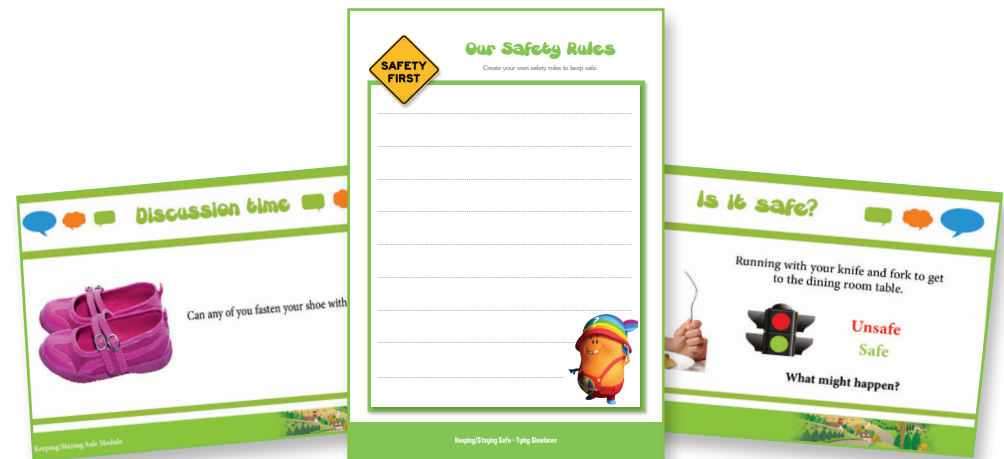 Discussion time
Can any of you fasten your shoe with
Keeping/Staying Safe Module
SAFETY
FIRST
Our Safety Rules
Create your own safety rules to keep safe.
Keeping/Staying Safe - Tying Shoelaces
Is it safe?
Running with your knife and fork to get
to the dining room table.
Unsafe
Safe
What might happen?